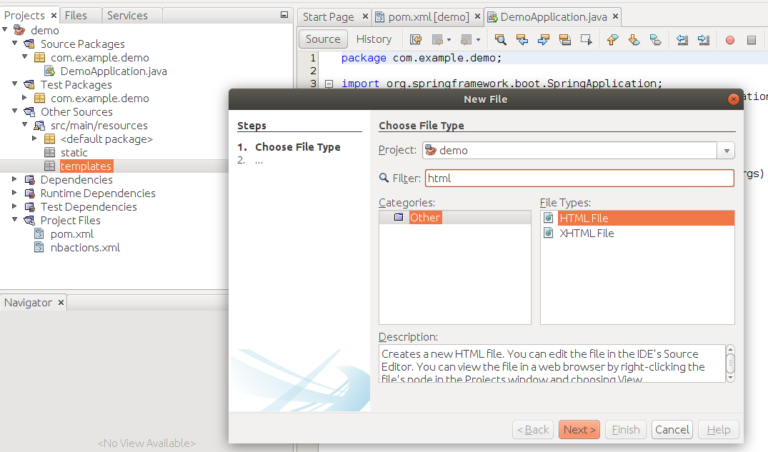 Projects × Files Services
demo
Source Packages
com.example.demo
DemoApplication.java
Test Packages
com.example.demo
Other Sources
src/main/resources
<default package>
static
templates
Dependencies
Runtime Dependencies
Test Dependencies
Project Files
pom.xml
nbactions.xml
Navigator ×
<No View Available>
Start Page × pom.xml [demo] × DemoApplication.java ×
Source History
1 package com.example.demo;
2
3 import org.springframework.boot.SpringApplication;
ation
rgs)
New File
Steps
1. Choose File Type
2. ...
Choose File Type
Project: demo
Filter: html
Categories:
Other
File Types:
HTML File
XHTML File
Description:
Creates a new HTML file. You can edit the file in the IDE's Source
Editor. You can view the file in a web browser by right-clicking the
file's node in the Projects window and choosing View.
< Back Next > Finish Cancel Help